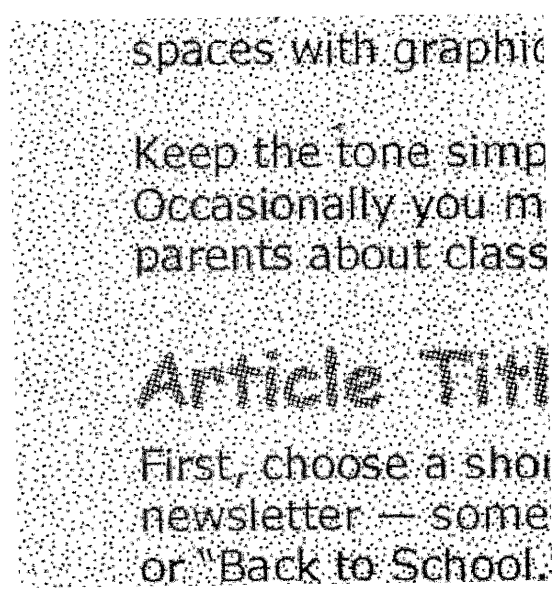 spaces with graphic
Keep the tone simp
Occasionally you m
parents about class
Article Titl
First, choose a shor
newsletter — some
or “Back to School.